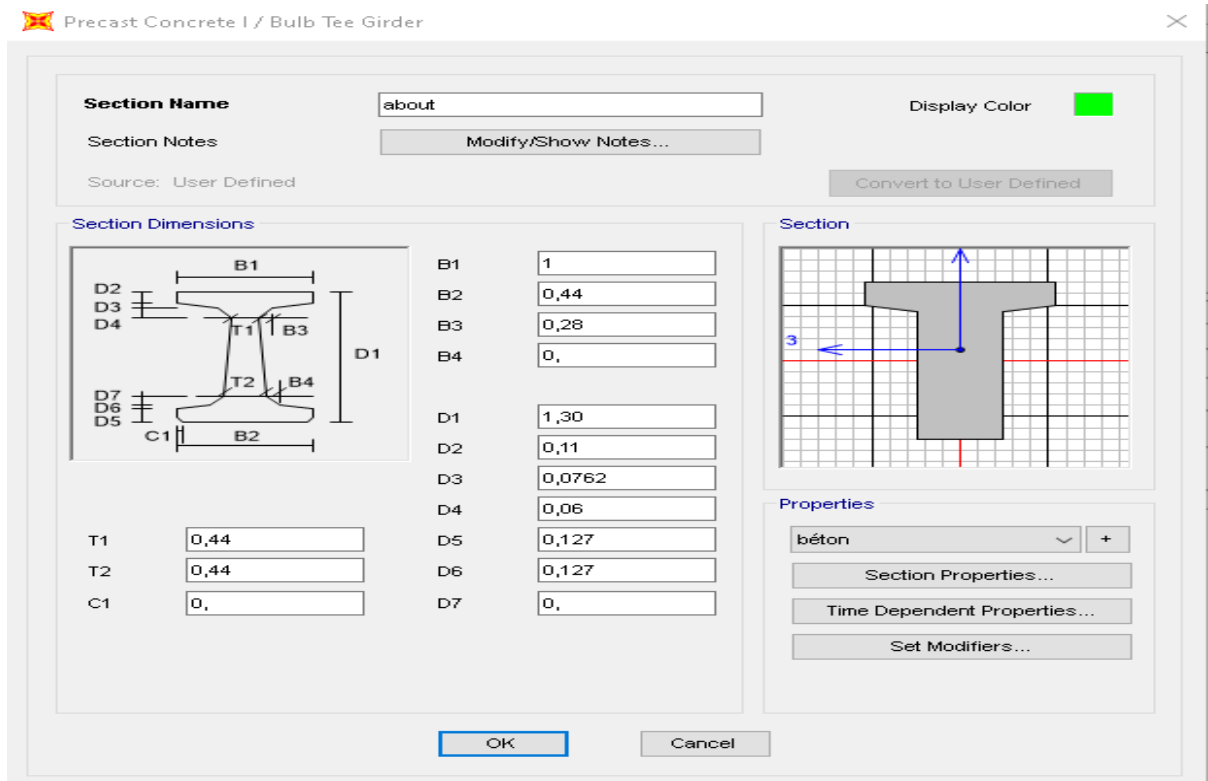 Precast Concrete I / Bulb Tee Girder
Section Name about Display Color
Section Notes Modify/Show Notes...
Source: User Defined Convert to User Defined
Section Dimensions
B1
D2
D3
D4
T1 B3
D1
T2 B4
D7
D6
D5
C1 B2
B1 1
B2 0,44
B3 0,28
B4 0,
D1 1,30
D2 0,11
D3 0,0762
D4 0,06
T1 0,44 D5 0,127
T2 0,44 D6 0,127
C1 0, D7 0,
Section
3
Properties
béton +
Section Properties...
Time Dependent Properties...
Set Modifiers...
OK Cancel